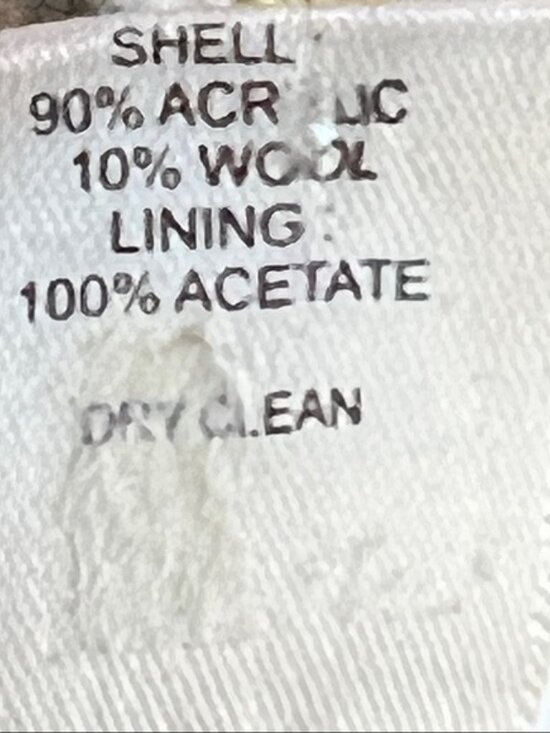 SHELL :
90% ACRYLIC
10% WOOL
LINING :
100% ACETATE
DRY CLEAN